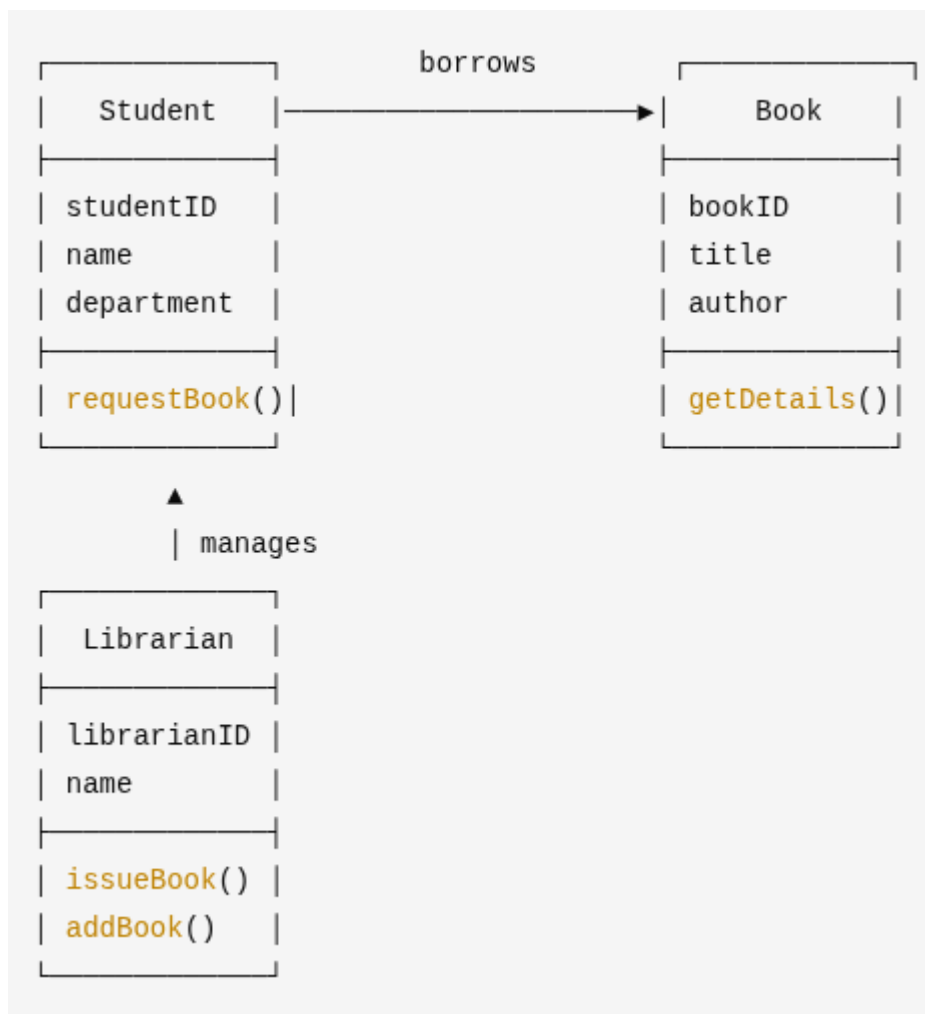 borrows
Student
Book
studentID
name
department
requestBook()
bookID
title
author
getDetails()
manages
Librarian
librarianID
name
issueBook()
addBook()